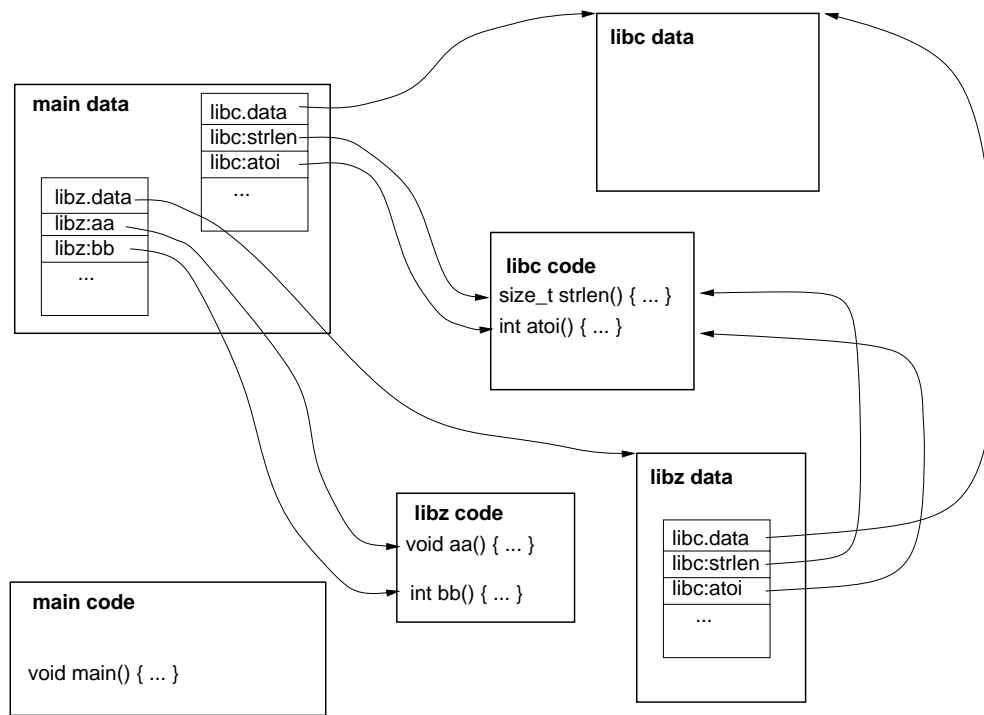 libc data
main data
libc.data
libc:strlen
libc:atoi
...
libz.data
libz:aa
libz:bb
...
libc code
size_t strlen() { ... }
int atoi() { ... }
libz data
libc.data
libc:strlen
libc:atoi
...
libz code
void aa() { ... }
int bb() { ... }
main code
void main() { ... }